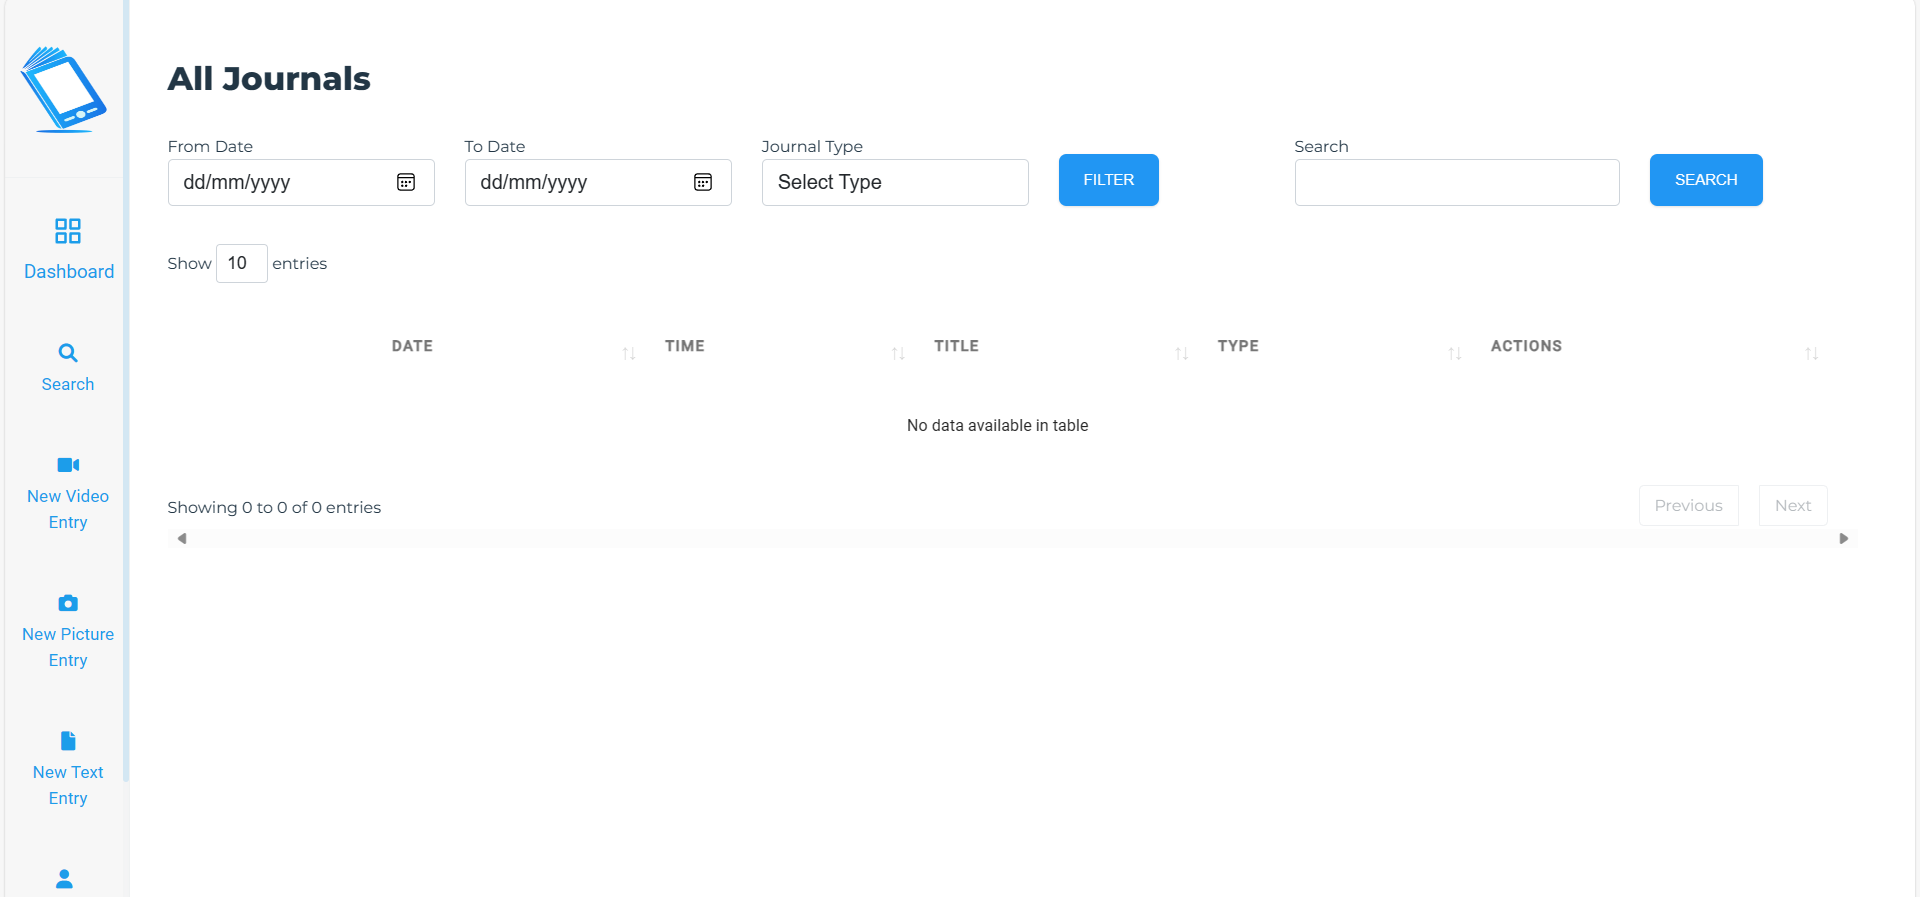 All Journals
From Date To Date Journal Type Search
dd/mm/yyyy dd/mm/yyyy Select Type FILTER SEARCH
Show 10 entries
DATE TIME TITLE TYPE ACTIONS
No data available in table
Showing 0 to 0 of 0 entries Previous Next
Dashboard
Search
New Video
Entry
New Picture
Entry
New Text
Entry